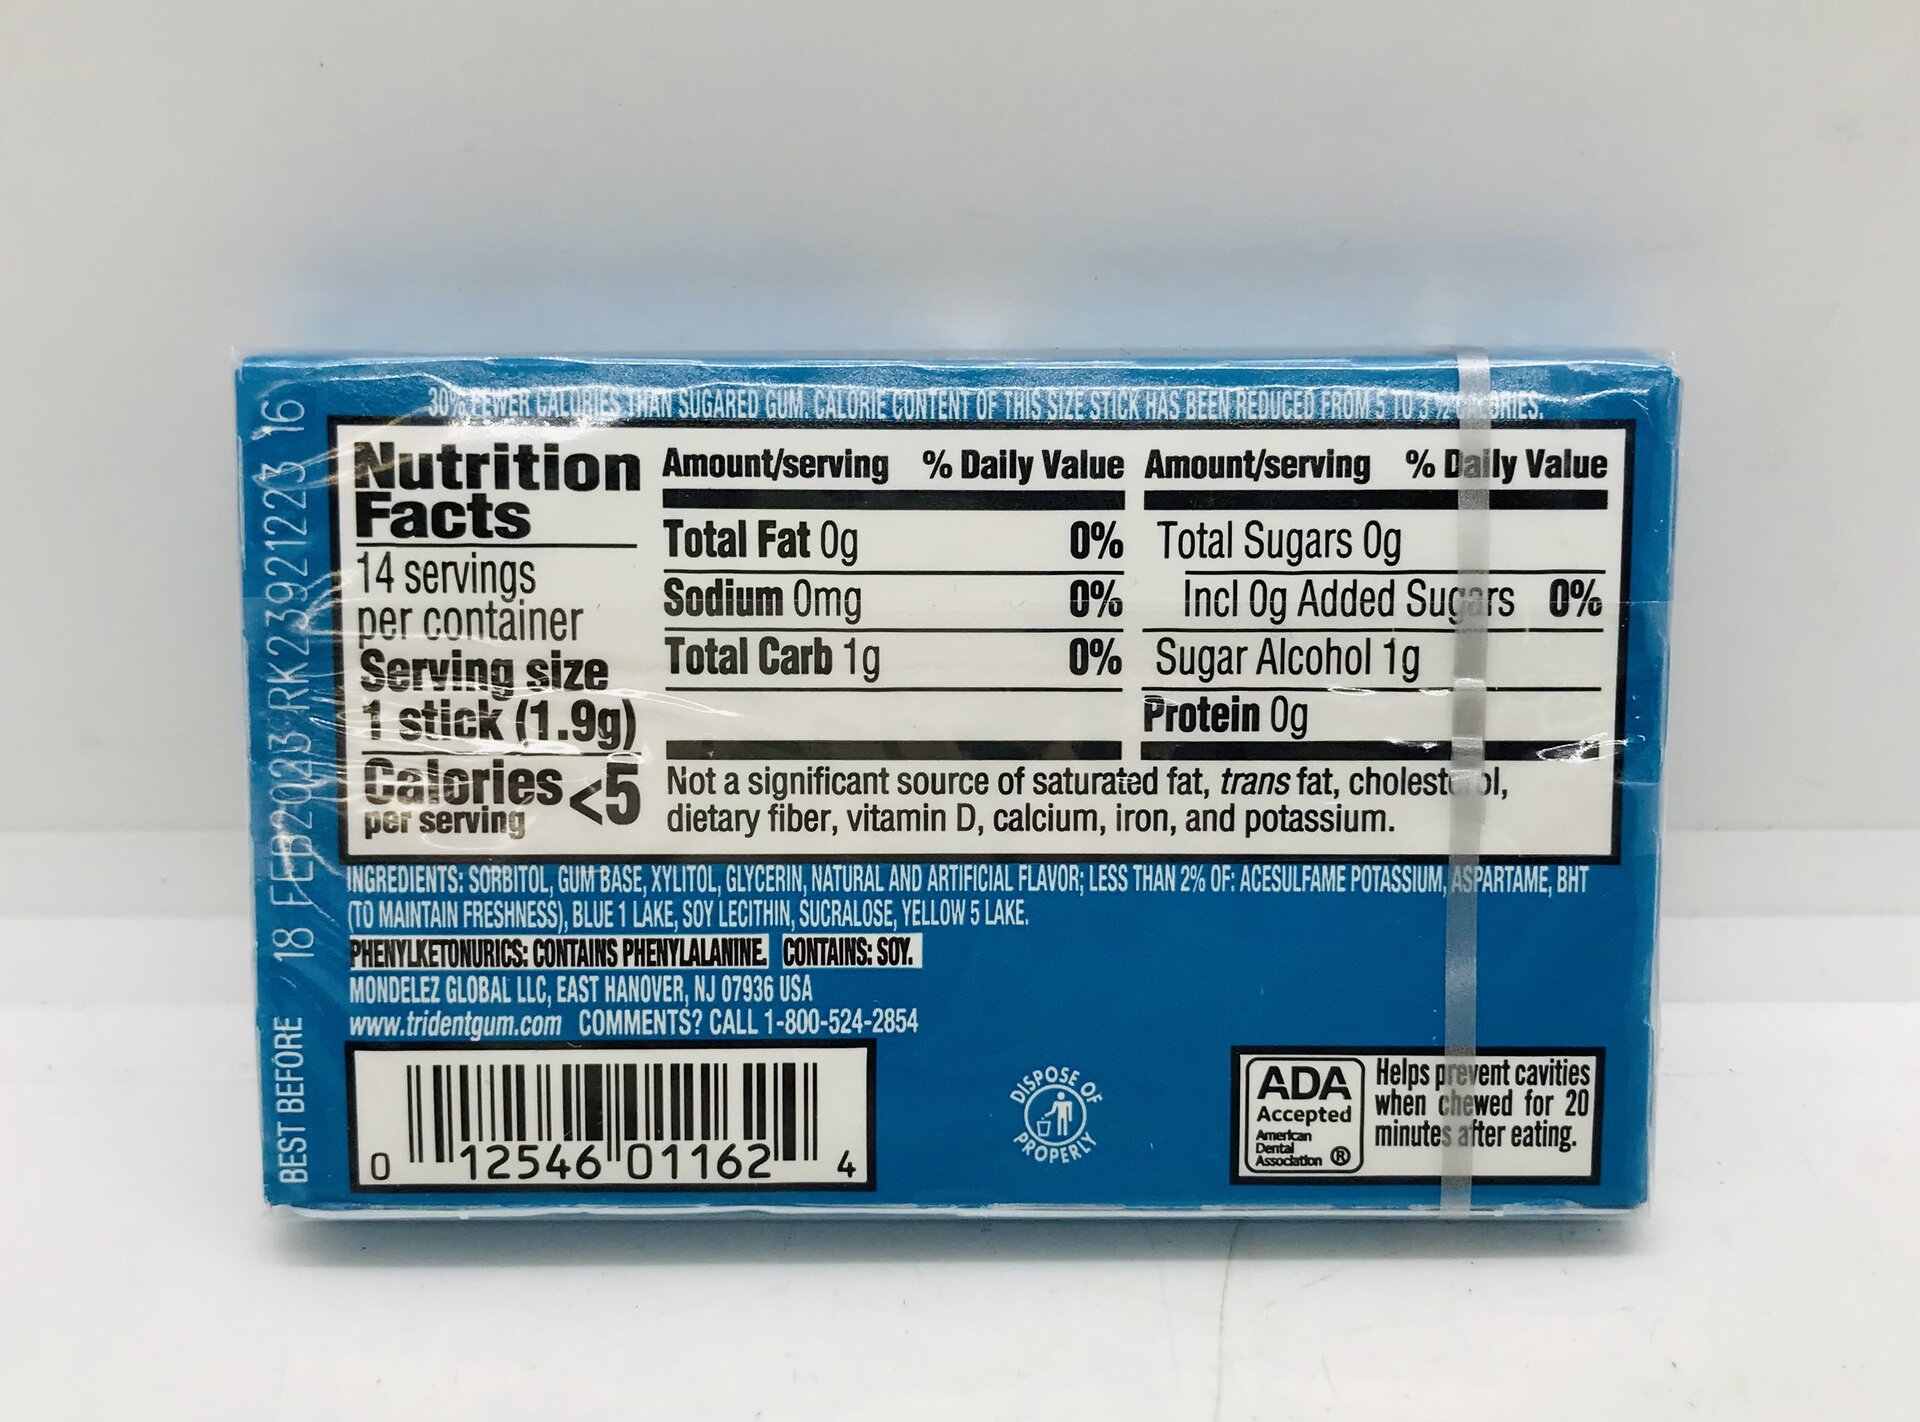 30% FEWER CALORIES THAN SUGARED GUM. CALORIE CONTENT OF THIS SIZE STICK HAS BEEN REDUCED FROM 5 TO 3 ½ CALORIES.
Nutrition
Facts
14 servings
per container
Serving size
1 stick (1.9g)
Calories <5
per serving
Amount/serving % Daily Value
Total Fat 0g 0%
Sodium 0mg 0%
Total Carb 1g 0%
Amount/serving % Daily Value
Total Sugars 0g
Incl 0g Added Sugars 0%
Sugar Alcohol 1g
Protein 0g
Not a significant source of saturated fat, trans fat, cholesterol,
dietary fiber, vitamin D, calcium, iron, and potassium.
INGREDIENTS: SORBITOL, GUM BASE, XYLITOL, GLYCERIN, NATURAL AND ARTIFICIAL FLAVOR; LESS THAN 2% OF: ACESULFAME POTASSIUM, ASPARTAME, BHT
(TO MAINTAIN FRESHNESS), BLUE 1 LAKE, SOY LECITHIN, SUCRALOSE, YELLOW 5 LAKE.
PHENYLKETONURICS: CONTAINS PHENYLALANINE. CONTAINS: SOY.
MONDELEZ GLOBAL LLC, EAST HANOVER, NJ 07936 USA
www.tridentgum.com COMMENTS? CALL 1-800-524-2854
0 12546 01162 4
DISPOSE OF
PROPERLY
ADA
Accepted
American
Dental
Association ®
Helps prevent cavities
when chewed for 20
minutes after eating.
BEST BEFORE 18 FEB2023 RK23921223 16